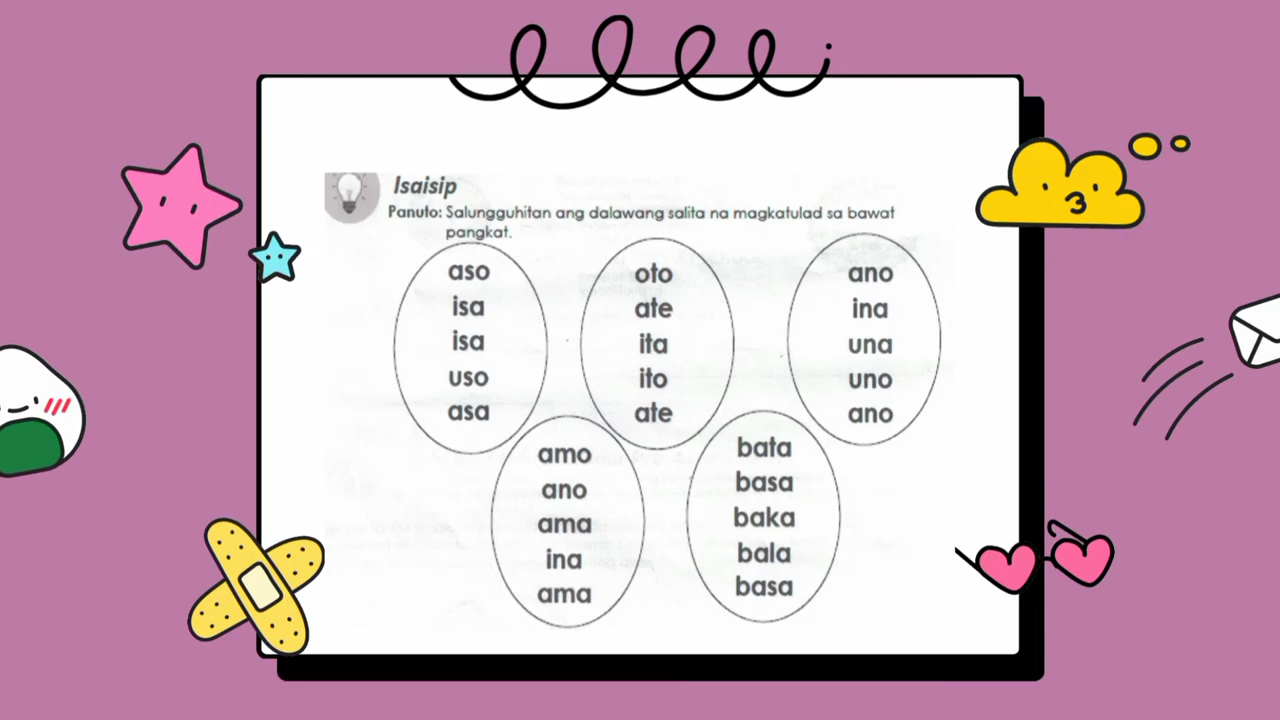 Isaisip
Panuto: Salungguhitan ang dalawang salita na magkatulad sa bawat
pangkat.
aso
isa
isa
uso
asa
oto
ate
ita
ito
ate
ano
ina
una
uno
ano
amo
ano
ama
ina
ama
bata
basa
baka
bala
basa